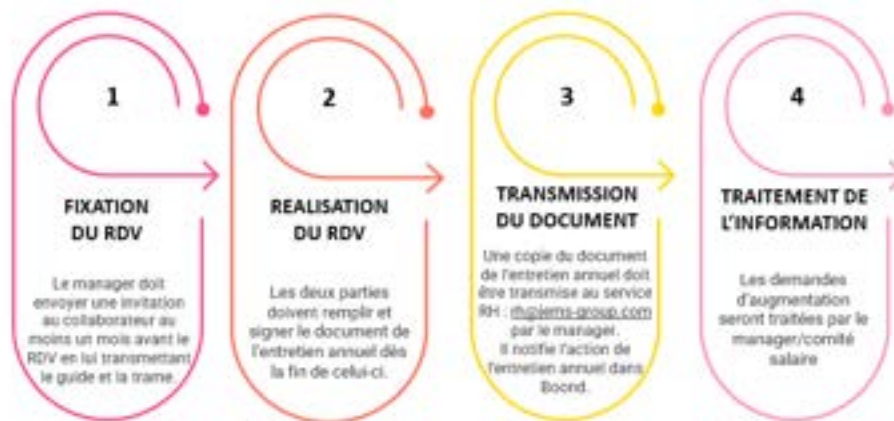 1
FIXATION
DU RDV
Le manager doit
envoyer une invitation
au collaborateur au
moins un mois avant le
RDV en lui transmettant
le guide et la trame.
2
REALISATION
DU RDV
Les deux parties
doivent remplir et
signer le document de
l'entretien annuel dès
la fin de celui-ci.
3
TRANSMISSION
DU DOCUMENT
Une copie du document
de l'entretien annuel doit
être transmise au service
RH : rh@jems-group.com
par le manager.
Il notifie l'action de
l'entretien annuel dans
Boond.
4
TRAITEMENT DE
L'INFORMATION
Les demandes
d'augmentation
seront traitées par le
manager/comité
salaire